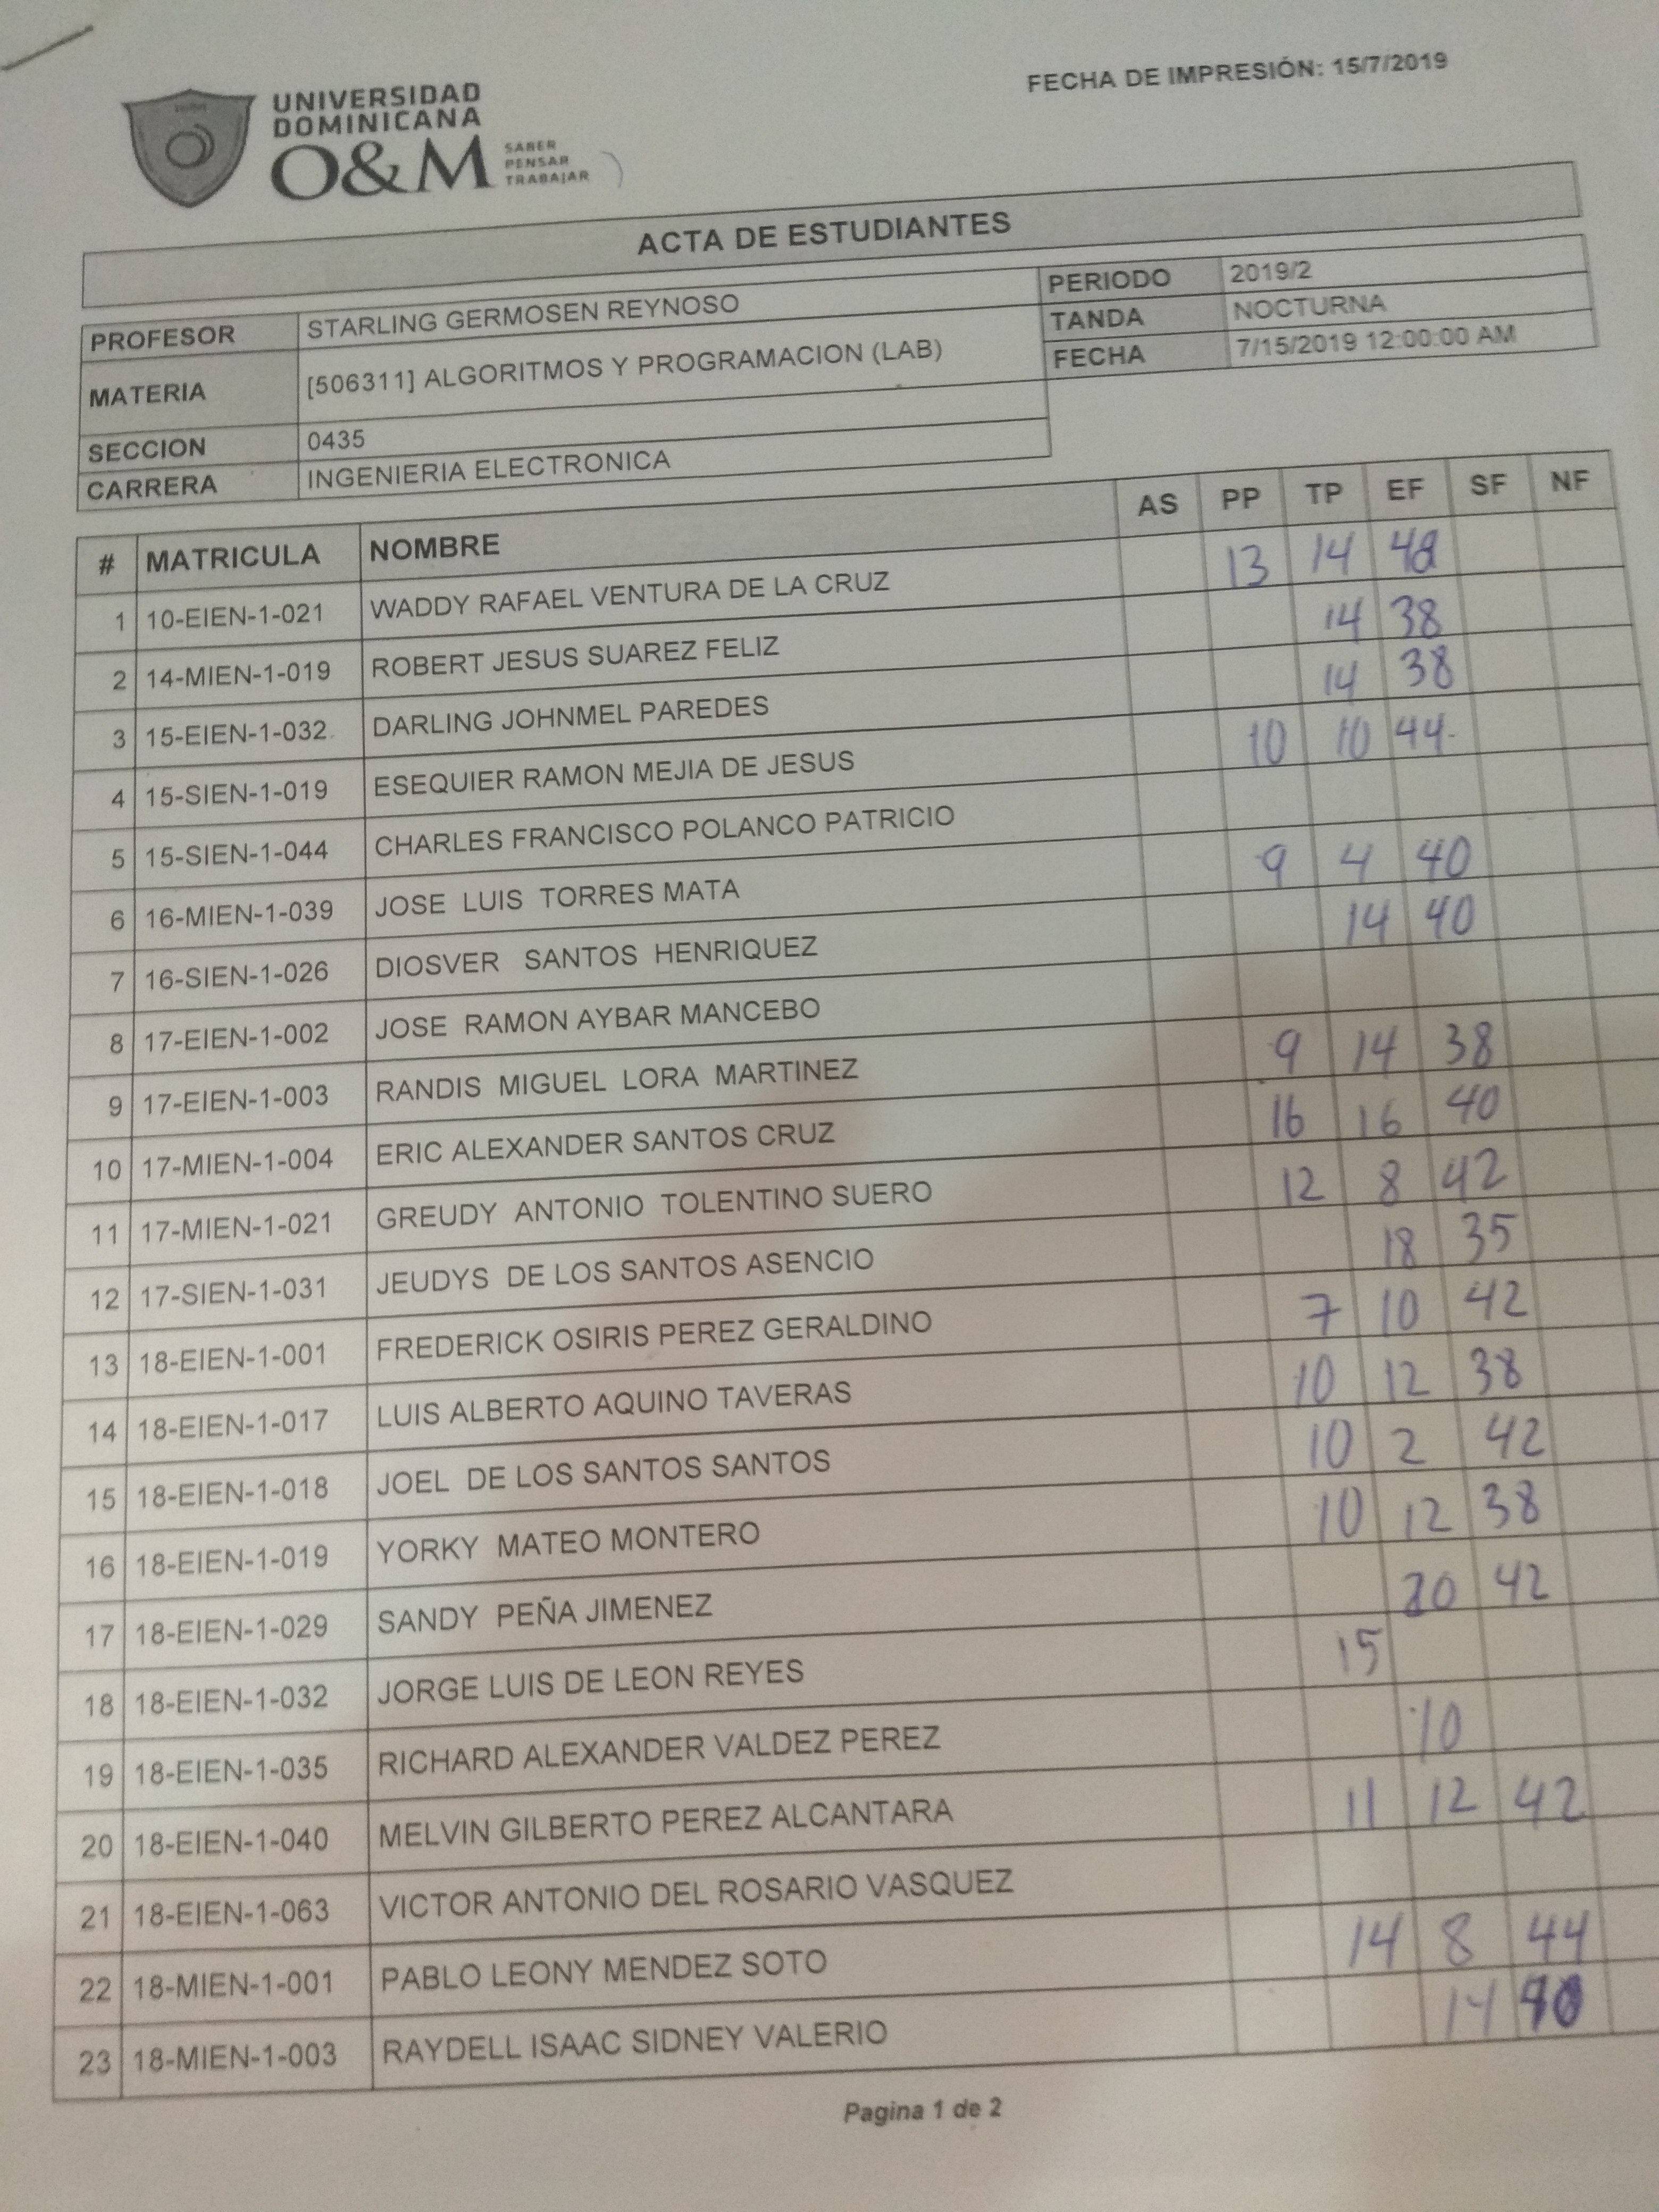 FECHA DE IMPRESIÓN: 15/7/2019
UNIVERSIDAD
DOMINICANA
O&M
SABER
PENSAR
TRABAJAR
ACTA DE ESTUDIANTES
PROFESOR STARLING GERMOSEN REYNOSO PERIODO 2019/2
MATERIA [506311] ALGORITMOS Y PROGRAMACION (LAB) TANDA NOCTURNA
SECCION 0435 FECHA 7/15/2019 12:00:00 AM
CARRERA INGENIERIA ELECTRONICA
# MATRICULA NOMBRE AS PP TP EF SF NF
1 10-EIEN-1-021 WADDY RAFAEL VENTURA DE LA CRUZ 13 14
2 14-MIEN-1-019 ROBERT JESUS SUAREZ FELIZ 14 38
3 15-EIEN-1-032 DARLING JOHNMEL PAREDES 14 38
4 15-SIEN-1-019 ESEQUIER RAMON MEJIA DE JESUS 10 10 44
5 15-SIEN-1-044 CHARLES FRANCISCO POLANCO PATRICIO
6 16-MIEN-1-039 JOSE LUIS TORRES MATA 9 4 40
7 16-SIEN-1-026 DIOSVER SANTOS HENRIQUEZ 14 40
8 17-EIEN-1-002 JOSE RAMON AYBAR MANCEBO
9 17-EIEN-1-003 RANDIS MIGUEL LORA MARTINEZ 9 14 38
10 17-MIEN-1-004 ERIC ALEXANDER SANTOS CRUZ 16 16 40
11 17-MIEN-1-021 GREUDY ANTONIO TOLENTINO SUERO 12 8 42
12 17-SIEN-1-031 JEUDYS DE LOS SANTOS ASENCIO 18 35
13 18-EIEN-1-001 FREDERICK OSIRIS PEREZ GERALDINO 7 10 42
14 18-EIEN-1-017 LUIS ALBERTO AQUINO TAVERAS 10 12 38
15 18-EIEN-1-018 JOEL DE LOS SANTOS SANTOS 10 2 42
16 18-EIEN-1-019 YORKY MATEO MONTERO 10 12 38
17 18-EIEN-1-029 SANDY PEÑA JIMENEZ 20 42
18 18-EIEN-1-032 JORGE LUIS DE LEON REYES 15
19 18-EIEN-1-035 RICHARD ALEXANDER VALDEZ PEREZ 10
20 18-EIEN-1-040 MELVIN GILBERTO PEREZ ALCANTARA 11 12 42
21 18-EIEN-1-063 VICTOR ANTONIO DEL ROSARIO VASQUEZ
22 18-MIEN-1-001 PABLO LEONY MENDEZ SOTO 14 8 44
23 18-MIEN-1-003 RAYDELL ISAAC SIDNEY VALERIO 14
Pagina 1 de 2